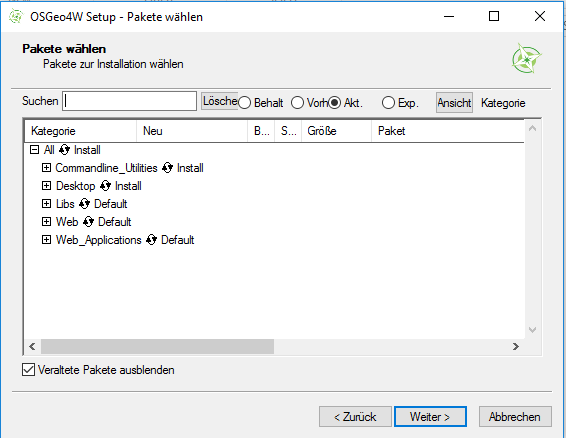 OSGeo4W Setup - Pakete wählen
Pakete wählen
Pakete zur Installation wählen
Suchen Lösche Behalt Vorh Akt. Exp. Ansicht Kategorie
Kategorie Neu B... S... Größe Paket
All Install
Commandline_Utilities Install
Desktop Install
Libs Default
Web Default
Web_Applications Default
Veraltete Pakete ausblenden
< Zurück Weiter > Abbrechen